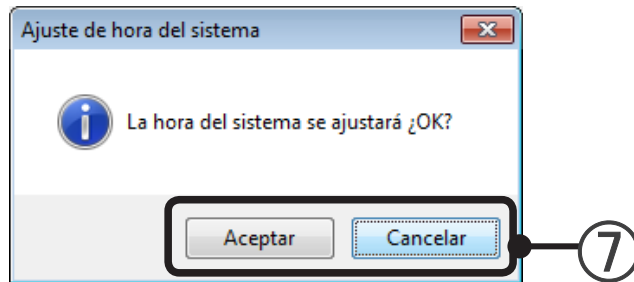 Ajuste de hora del sistema
La hora del sistema se ajustará ¿OK?
Aceptar Cancelar
7